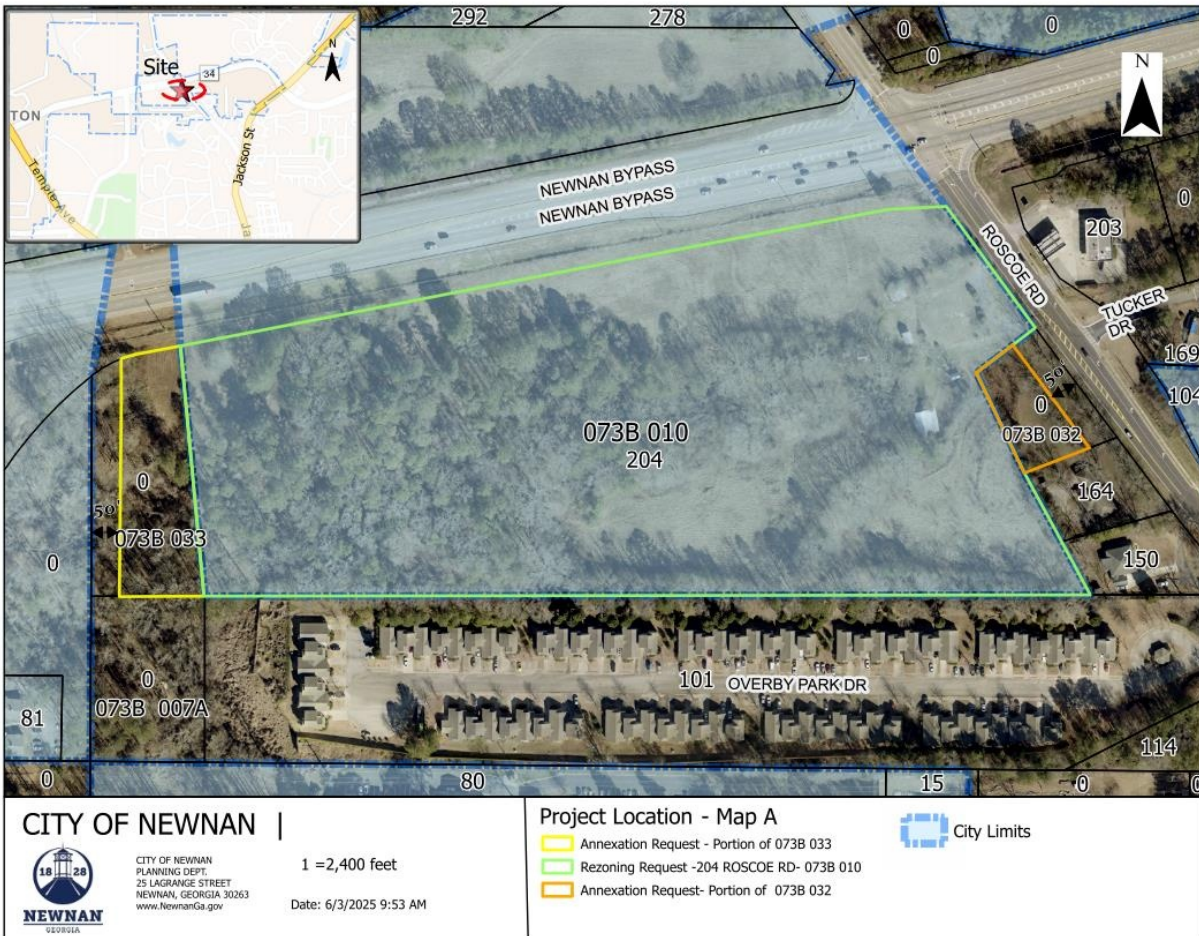 292
278
0
0
0
Site
34
N
TON
Temple Ave
Jackson St
Ja
N
NEWNAN BYPASS
NEWNAN BYPASS
ROSCOE RD
203
0
TUCKER
DR
169
104
50'
0
073B 032
073B 010
204
164
150
0
50'
073B 033
0
0
073B 007A
81
101
OVERBY PARK DR
114
0
80
15
0
0
CITY OF NEWNAN |
18 28
NEWNAN
GEORGIA
CITY OF NEWNAN
PLANNING DEPT.
25 LAGRANGE STREET
NEWNAN, GEORGIA 30263
www.NewnanGa.gov
1 =2,400 feet
Date: 6/3/2025 9:53 AM
Project Location - Map A
Annexation Request - Portion of 073B 033
Rezoning Request -204 ROSCOE RD- 073B 010
Annexation Request- Portion of 073B 032
City Limits